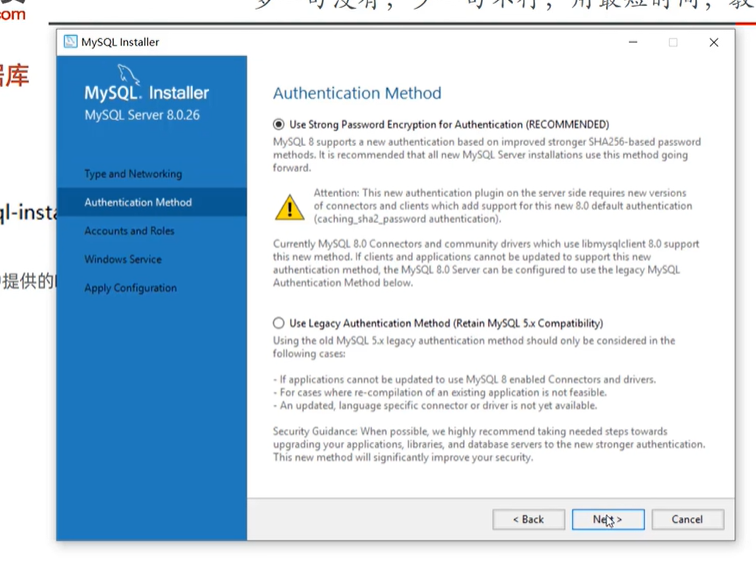 com
MySQL Installer
MySQL. Installer
MySQL Server 8.0.26
Type and Networking
Authentication Method
Accounts and Roles
Windows Service
Apply Configuration
Authentication Method
Use Strong Password Encryption for Authentication (RECOMMENDED)
MySQL 8 supports a new authentication based on improved stronger SHA256-based password
methods. It is recommended that all new MySQL Server installations use this method going
forward.
Attention: This new authentication plugin on the server side requires new versions
of connectors and clients which add support for this new 8.0 default authentication
(caching_sha2_password authentication).
Currently MySQL 8.0 Connectors and community drivers which use libmysqlclient 8.0 support
this new method. If clients and applications cannot be updated to support this new
authentication method, the MySQL 8.0 Server can be configured to use the legacy MySQL
Authentication Method below.
Use Legacy Authentication Method (Retain MySQL 5.x Compatibility)
Using the old MySQL 5.x legacy authentication method should only be considered in the
following cases:
- If applications cannot be updated to use MySQL 8 enabled Connectors and drivers.
- For cases where re-compilation of an existing application is not feasible.
- An updated, language specific connector or driver is not yet available.
Security Guidance: When possible, we highly recommend taking needed steps towards
upgrading your applications, libraries, and database servers to the new stronger authentication.
This new method will significantly improve your security.
< Back
Next >
Cancel
库
ql-insta
中提供的